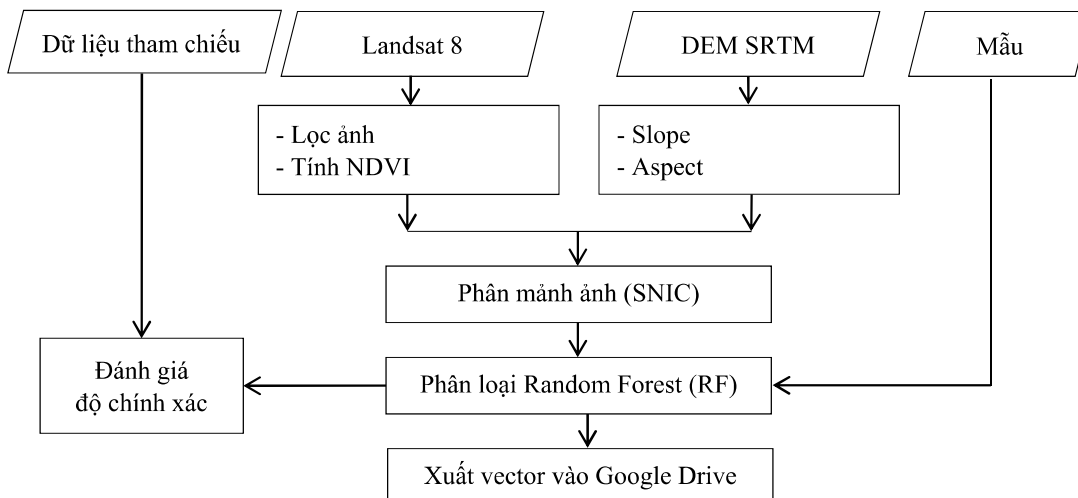 Dữ liệu tham chiếu
Landsat 8
DEM SRTM
Mẫu
- Lọc ảnh
- Tính NDVI
- Slope
- Aspect
Phân mảnh ảnh (SNIC)
Đánh giá
độ chính xác
Phân loại Random Forest (RF)
Xuất vector vào Google Drive